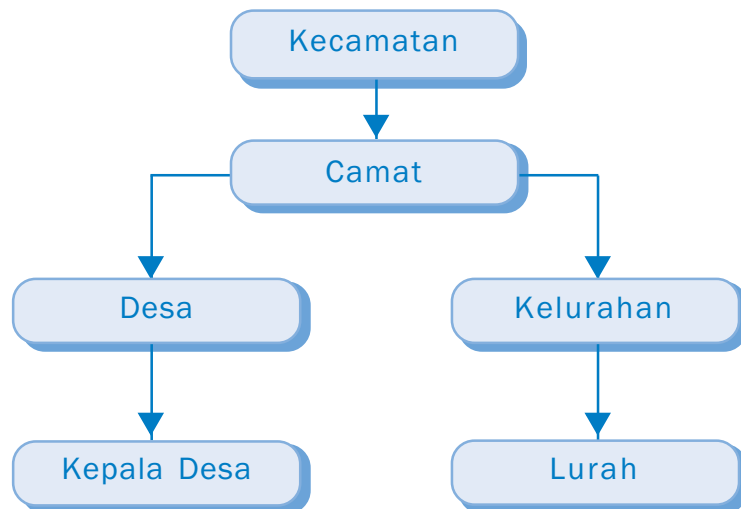 Kecamatan
Camat
Desa
Kelurahan
Kepala Desa
Lurah